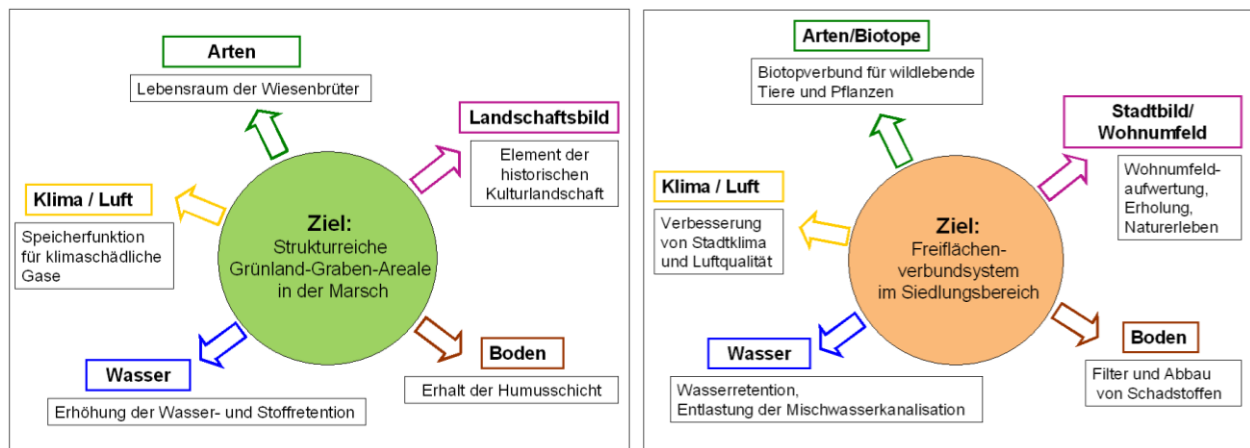 Arten
Lebensraum der Wiesenbrüter
Landschaftsbild
Element der
historischen
Kulturlandschaft
Klima / Luft
Speicherfunktion
für klimaschädliche
Gase
Ziel:
Strukturreiche
Grünland-Graben-Areale
in der Marsch
Wasser
Erhöhung der Wasser- und Stoffretention
Boden
Erhalt der Humusschicht
Arten/Biotope
Biotopverbund für wildlebende
Tiere und Pflanzen
Stadtbild/
Wohnumfeld
Wohnumfeld-
aufwertung,
Erholung,
Naturerleben
Klima / Luft
Verbesserung
von Stadtklima
und Luftqualität
Ziel:
Freiflächen-
verbundsystem
im Siedlungsbereich
Wasser
Wasserretention,
Entlastung der Mischwasserkanalisation
Boden
Filter und Abbau
von Schadstoffen